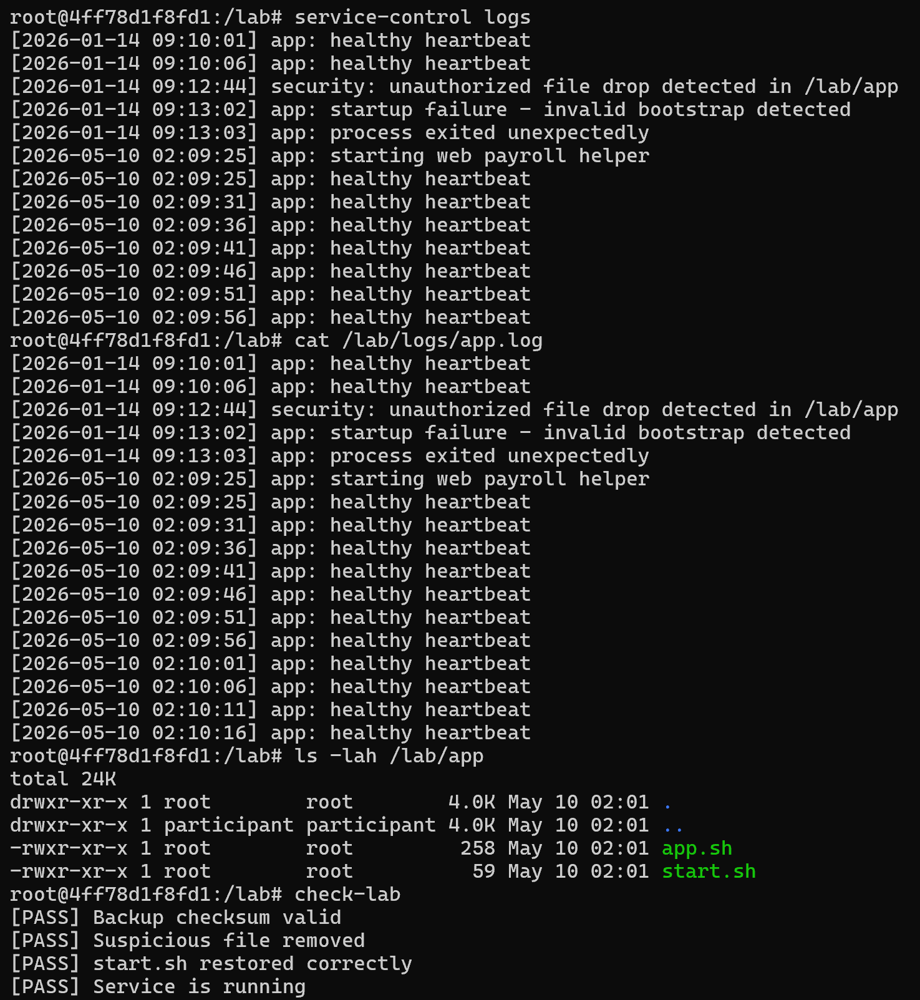 root@4ff78d1f8fd1:/lab# service-control logs
[2026-01-14 09:10:01] app: healthy heartbeat
[2026-01-14 09:10:06] app: healthy heartbeat
[2026-01-14 09:12:44] security: unauthorized file drop detected in /lab/app
[2026-01-14 09:13:02] app: startup failure - invalid bootstrap detected
[2026-01-14 09:13:03] app: process exited unexpectedly
[2026-05-10 02:09:25] app: starting web payroll helper
[2026-05-10 02:09:25] app: healthy heartbeat
[2026-05-10 02:09:31] app: healthy heartbeat
[2026-05-10 02:09:36] app: healthy heartbeat
[2026-05-10 02:09:41] app: healthy heartbeat
[2026-05-10 02:09:46] app: healthy heartbeat
[2026-05-10 02:09:51] app: healthy heartbeat
[2026-05-10 02:09:56] app: healthy heartbeat
root@4ff78d1f8fd1:/lab# cat /lab/logs/app.log
[2026-01-14 09:10:01] app: healthy heartbeat
[2026-01-14 09:10:06] app: healthy heartbeat
[2026-01-14 09:12:44] security: unauthorized file drop detected in /lab/app
[2026-01-14 09:13:02] app: startup failure - invalid bootstrap detected
[2026-01-14 09:13:03] app: process exited unexpectedly
[2026-05-10 02:09:25] app: starting web payroll helper
[2026-05-10 02:09:25] app: healthy heartbeat
[2026-05-10 02:09:31] app: healthy heartbeat
[2026-05-10 02:09:36] app: healthy heartbeat
[2026-05-10 02:09:41] app: healthy heartbeat
[2026-05-10 02:09:46] app: healthy heartbeat
[2026-05-10 02:09:51] app: healthy heartbeat
[2026-05-10 02:09:56] app: healthy heartbeat
[2026-05-10 02:10:01] app: healthy heartbeat
[2026-05-10 02:10:06] app: healthy heartbeat
[2026-05-10 02:10:11] app: healthy heartbeat
[2026-05-10 02:10:16] app: healthy heartbeat
root@4ff78d1f8fd1:/lab# ls -lah /lab/app
total 24K
drwxr-xr-x 1 root        root        4.0K May 10 02:01 .
drwxr-xr-x 1 participant participant 4.0K May 10 02:01 ..
-rwxr-xr-x 1 root        root         258 May 10 02:01 app.sh
-rwxr-xr-x 1 root        root          59 May 10 02:01 start.sh
root@4ff78d1f8fd1:/lab# check-lab
[PASS] Backup checksum valid
[PASS] Suspicious file removed
[PASS] start.sh restored correctly
[PASS] Service is running